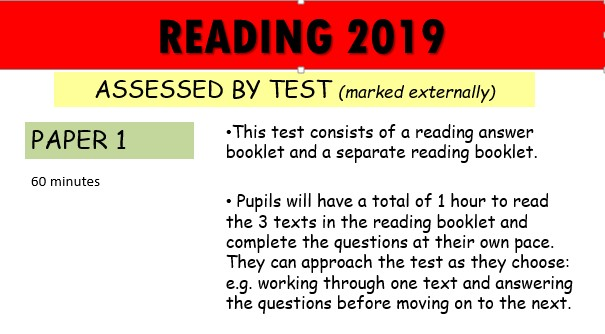 READING 2019
ASSESSED BY TEST (marked externally)
PAPER 1
60 minutes
•This test consists of a reading answer
booklet and a separate reading booklet.
• Pupils will have a total of 1 hour to read
the 3 texts in the reading booklet and
complete the questions at their own pace.
They can approach the test as they choose:
e.g. working through one text and answering
the questions before moving on to the next.